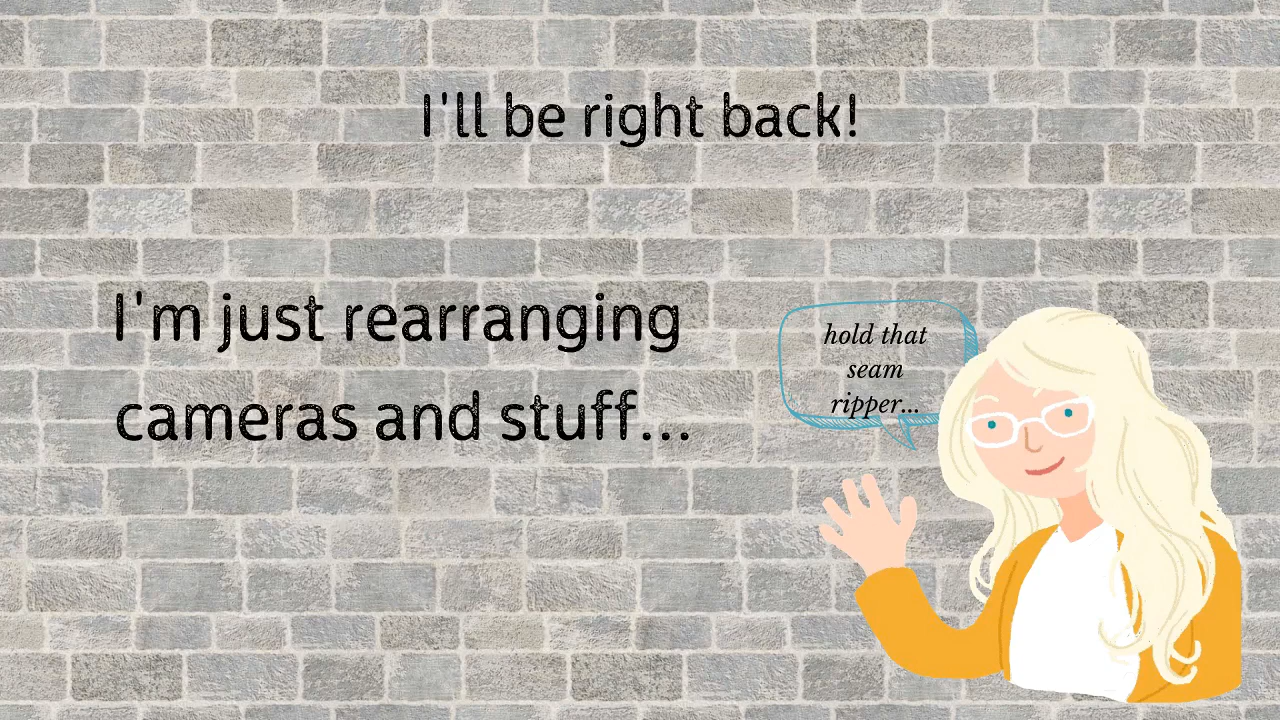 I'll be right back!
I'm just rearranging
cameras and stuff...
hold that
seam
ripper...